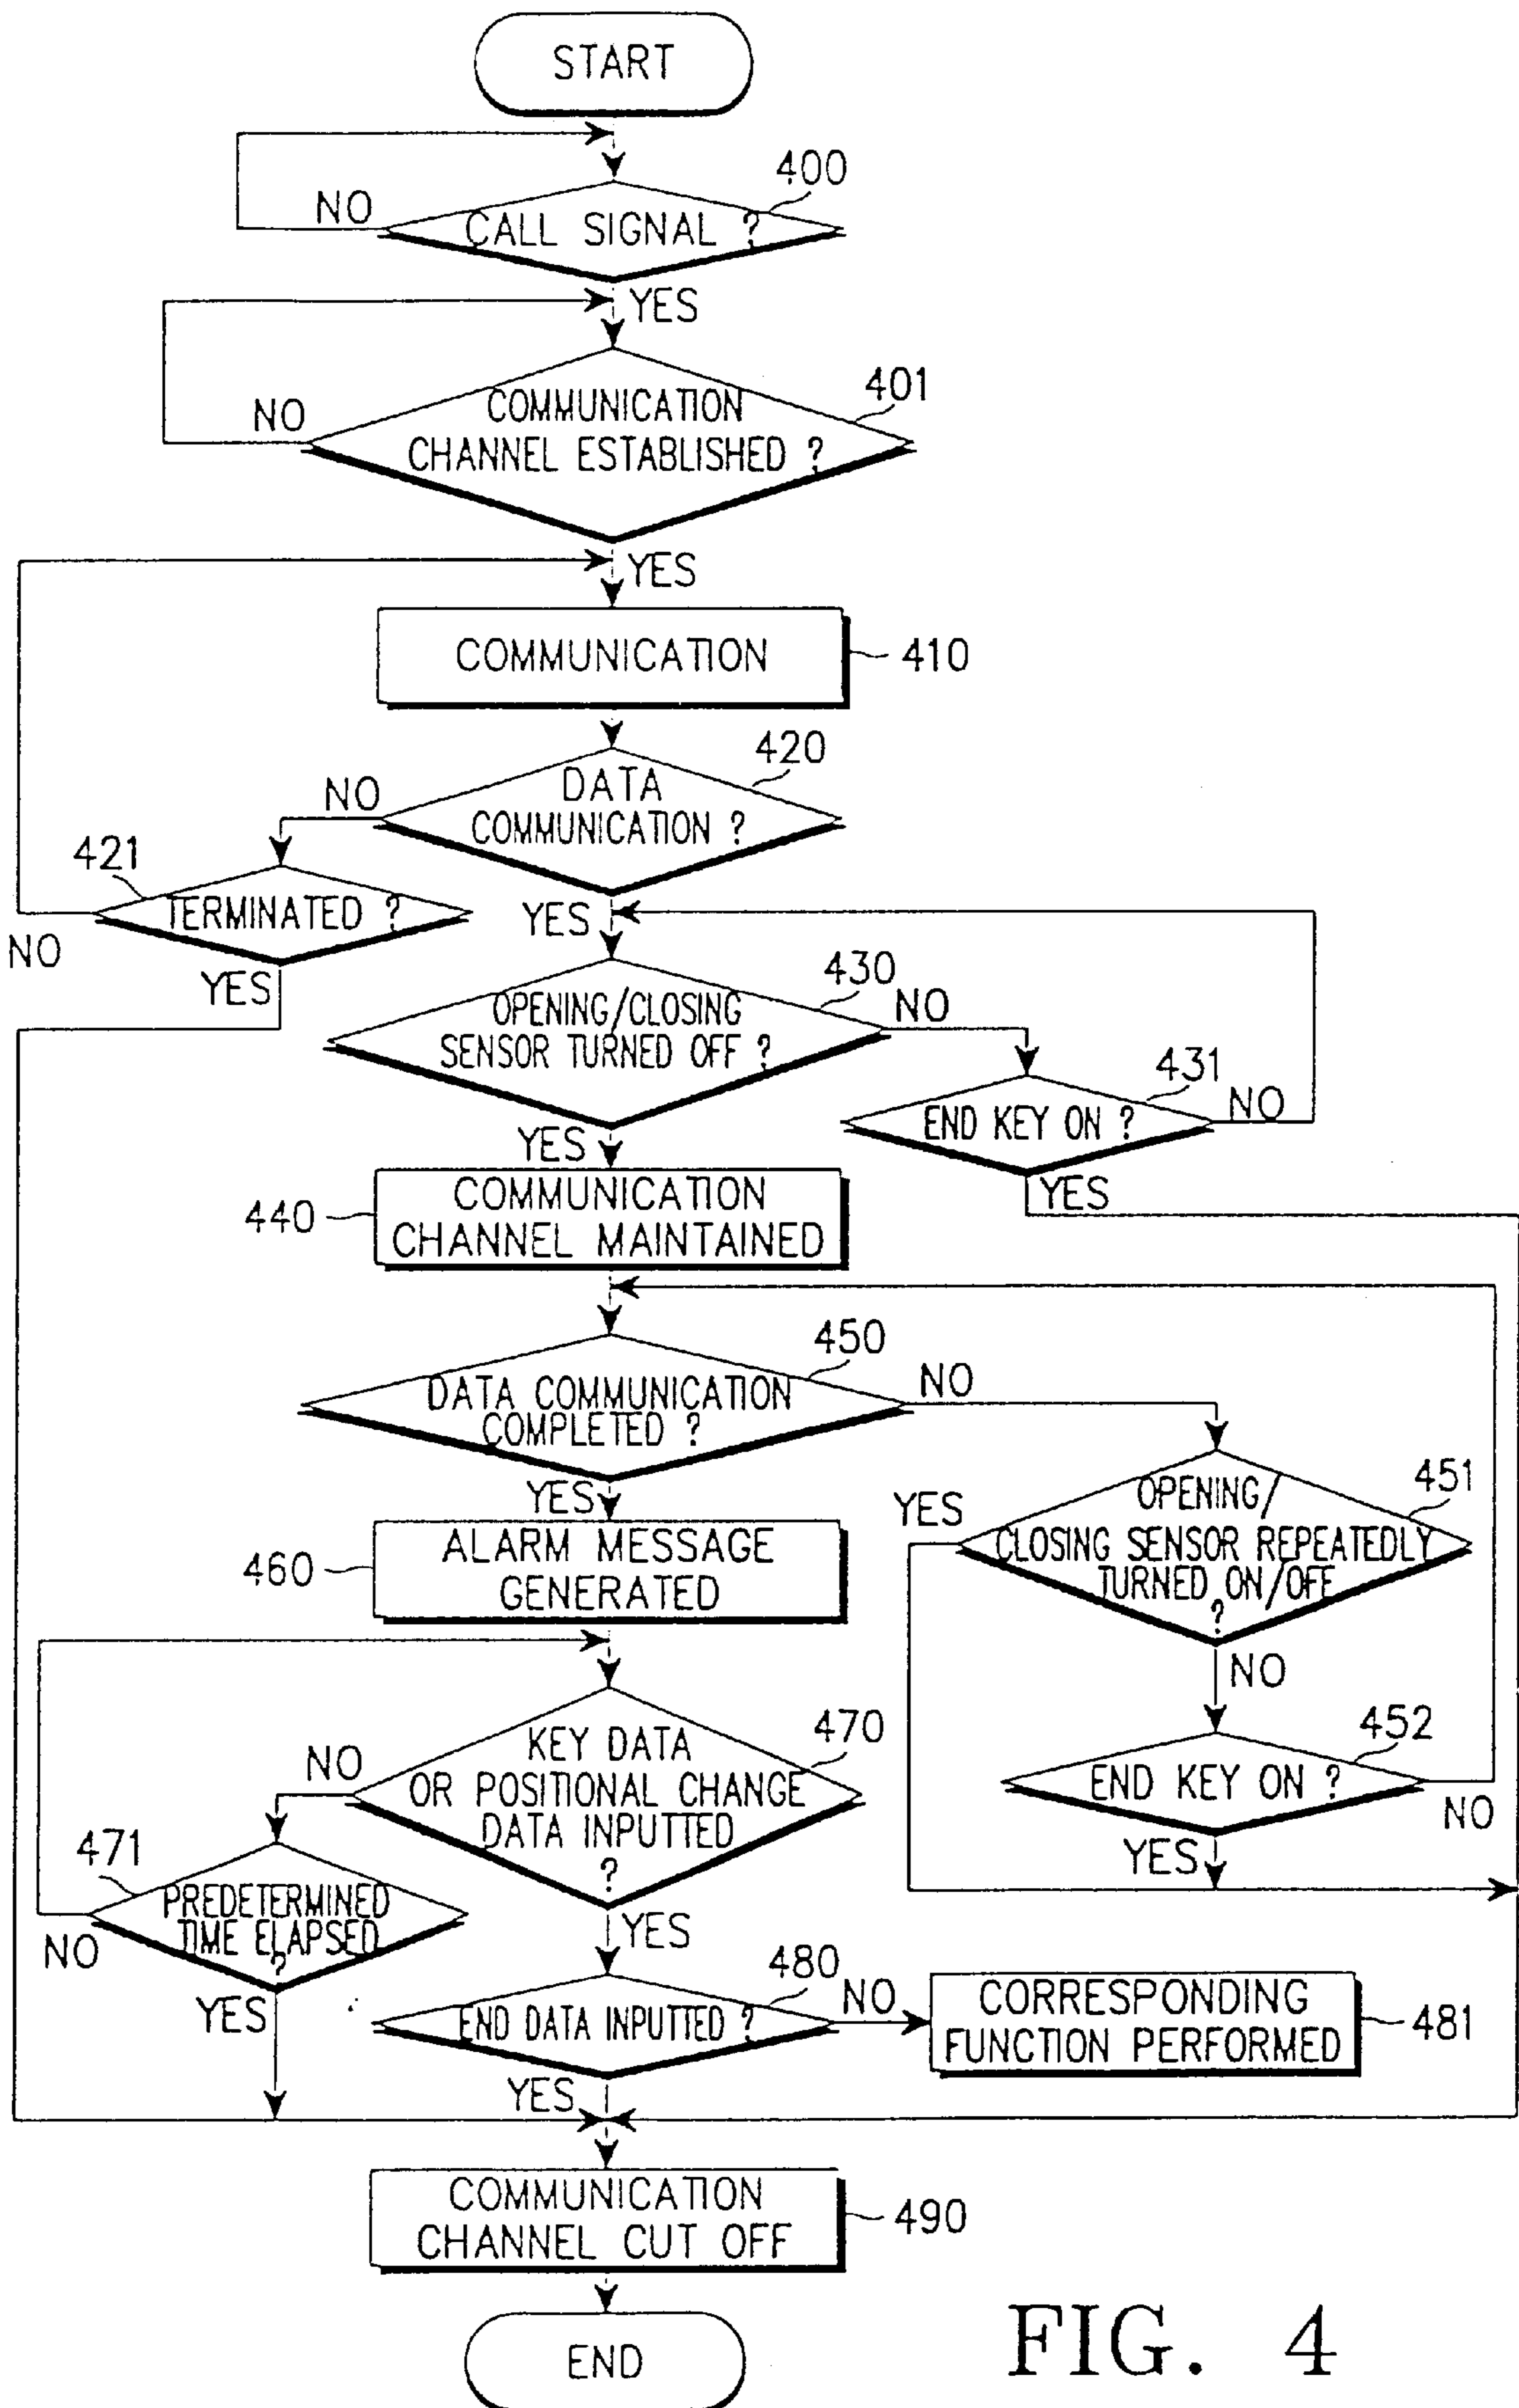 START
400
NO
CALL SIGNAL ?
YES
401
NO
COMMUNICATION
CHANNEL ESTABLISHED ?
YES
COMMUNICATION
410
420
NO
DATA
COMMUNICATION ?
421
TERMINATED ?
NO
YES
YES
430
NO
OPENING/CLOSING
SENSOR TURNED OFF ?
431
END KEY ON ?
NO
YES
YES
440
COMMUNICATION
CHANNEL MAINTAINED
450
NO
DATA COMMUNICATION
COMPLETED ?
YES
451
YES
OPENING/
CLOSING SENSOR REPEATEDLY
TURNED ON/OFF
?
NO
460
ALARM MESSAGE
GENERATED
452
END KEY ON ?
NO
YES
470
NO
KEY DATA
OR POSITIONAL CHANGE
DATA INPUTTED
?
YES
471
PREDETERMINED
TIME ELAPSED
?
NO
YES
480
END DATA INPUTTED ?
NO
CORRESPONDING
FUNCTION PERFORMED
481
YES
COMMUNICATION
CHANNEL CUT OFF
490
END
FIG. 4